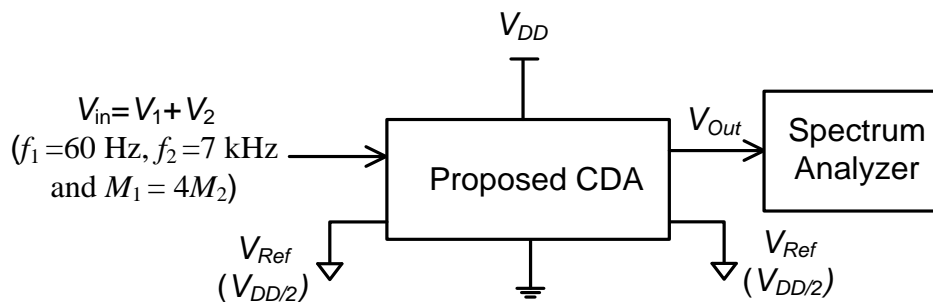 V_DD
V_in=V_1+V_2
(f_1=60 Hz, f_2=7 kHz
and M_1 = 4M_2)
Proposed CDA
V_Out
Spectrum
Analyzer
V_Ref
(V_DD/2)
V_Ref
(V_DD/2)